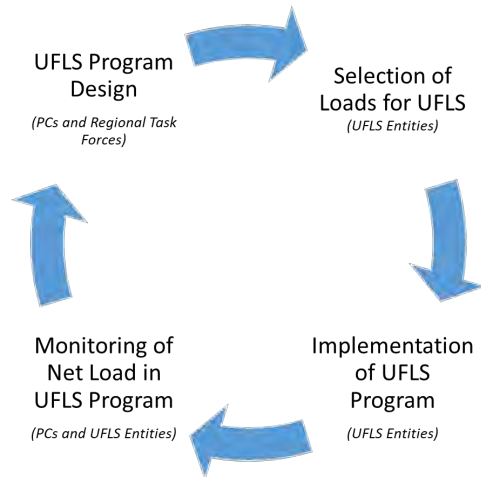 UFLS Program
Design
(PCs and Regional Task
Forces)
Selection of
Loads for UFLS
(UFLS Entities)
Implementation
of UFLS
Program
(UFLS Entities)
Monitoring of
Net Load in
UFLS Program
(PCs and UFLS Entities)